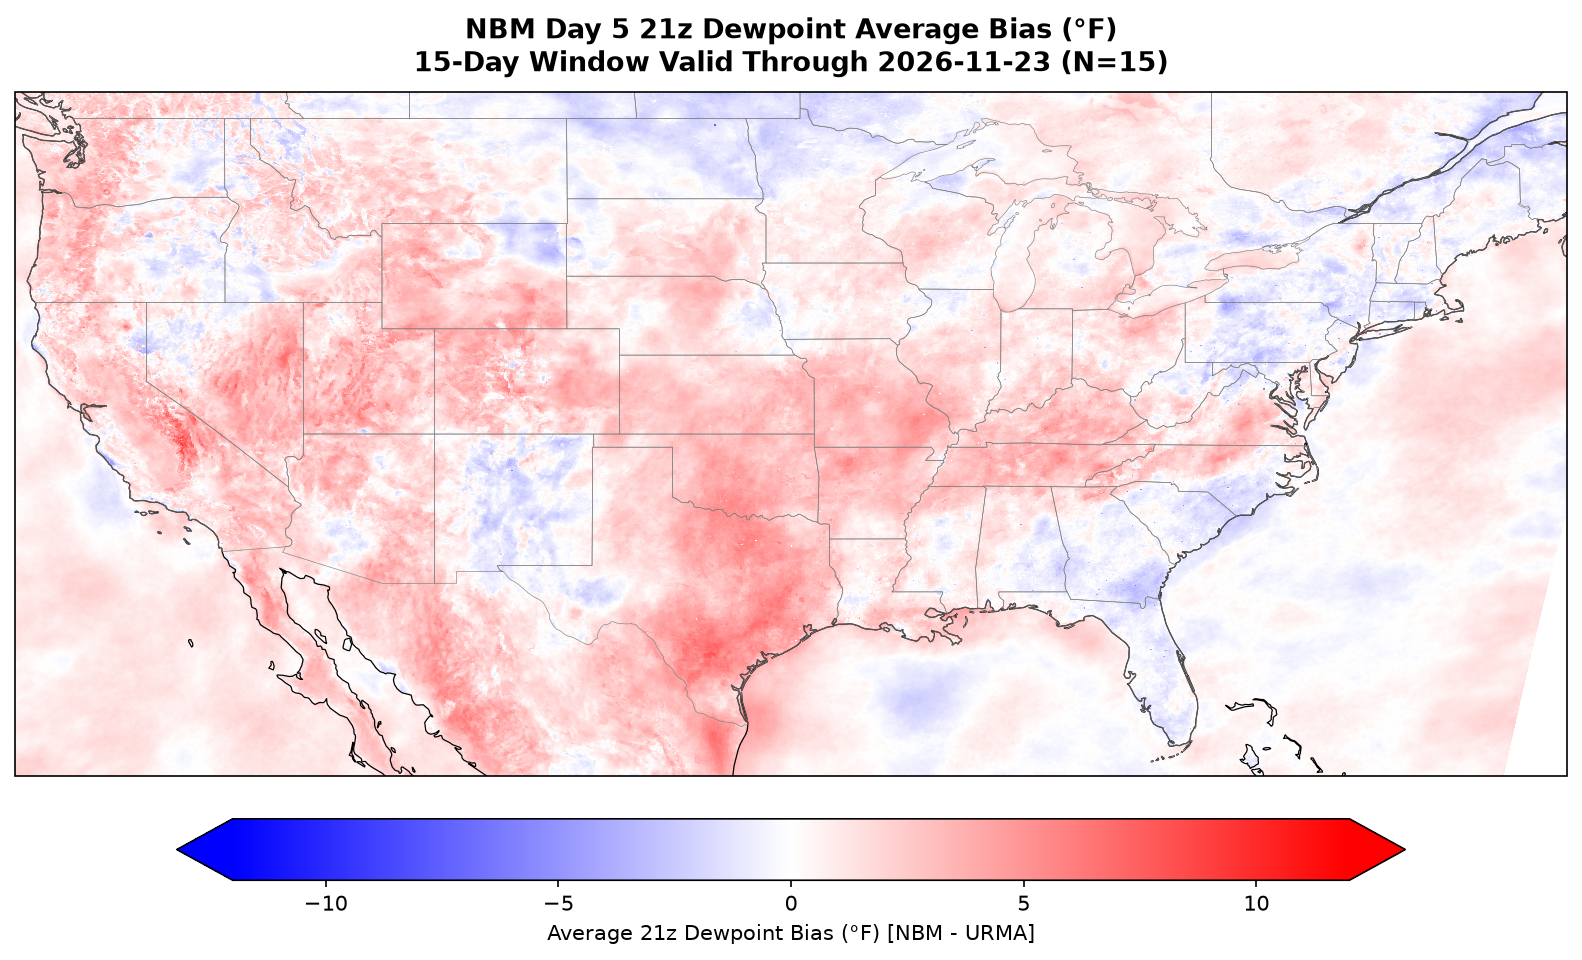 NBM Day 5 21z Dewpoint Average Bias (°F)
15-Day Window Valid Through 2026-11-23 (N=15)
−10 −5 0 5 10
Average 21z Dewpoint Bias (°F) [NBM - URMA]